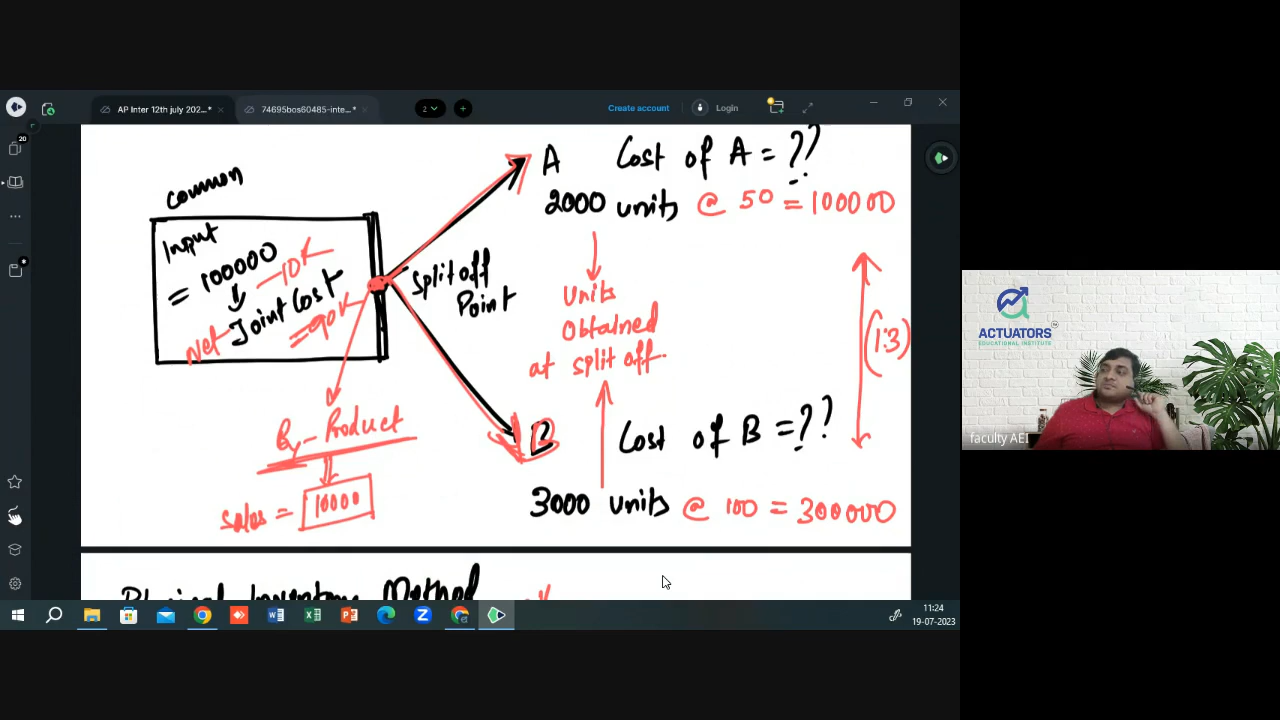 AP Inter 12th july 202...*
74695bos60485-inte...*
2
Create account
Login
20
Common
Input
= 100000
- 10K
Joint Cost
Net
= 90K
Split off
Point
A
Cost of A = ??
2000 units @ 50 = 100000
Units
Obtained
at split off.
(1:3)
By-Product
sales = 10000
B
Cost of B = ??
3000 units @ 100 = 300000
Physical Inventory Method
ACTUATORS
EDUCATIONAL INSTITUTE
faculty AEI
11:24
19-07-2023